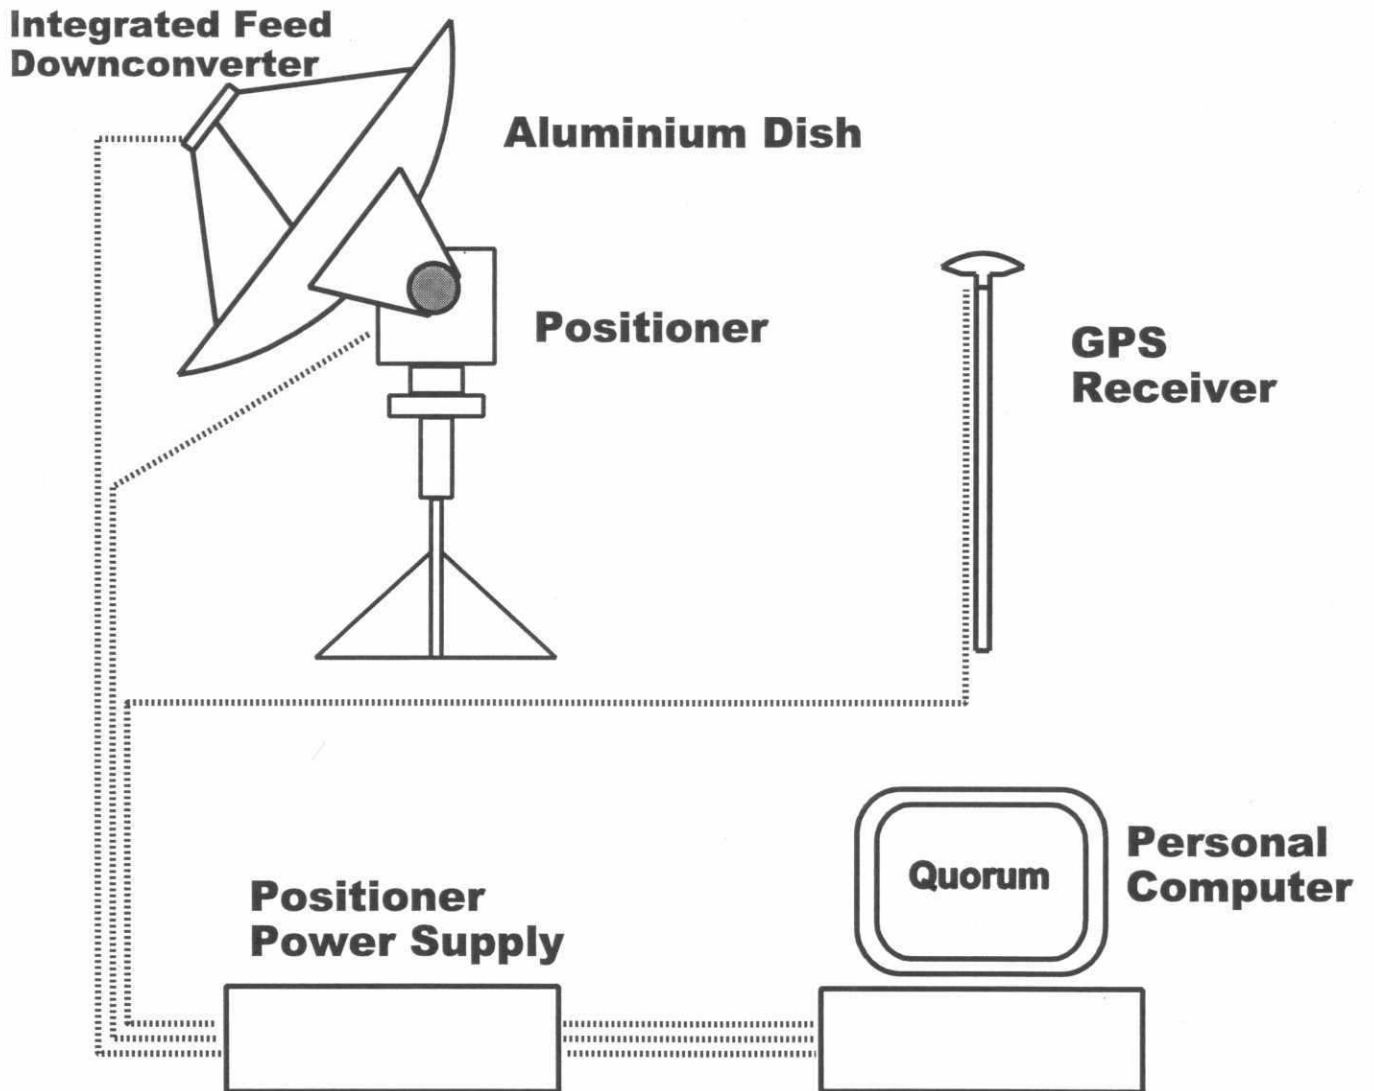 Integrated Feed
Downconverter
Aluminium Dish
Positioner
GPS
Receiver
Quorum
Personal
Computer
Positioner
Power Supply